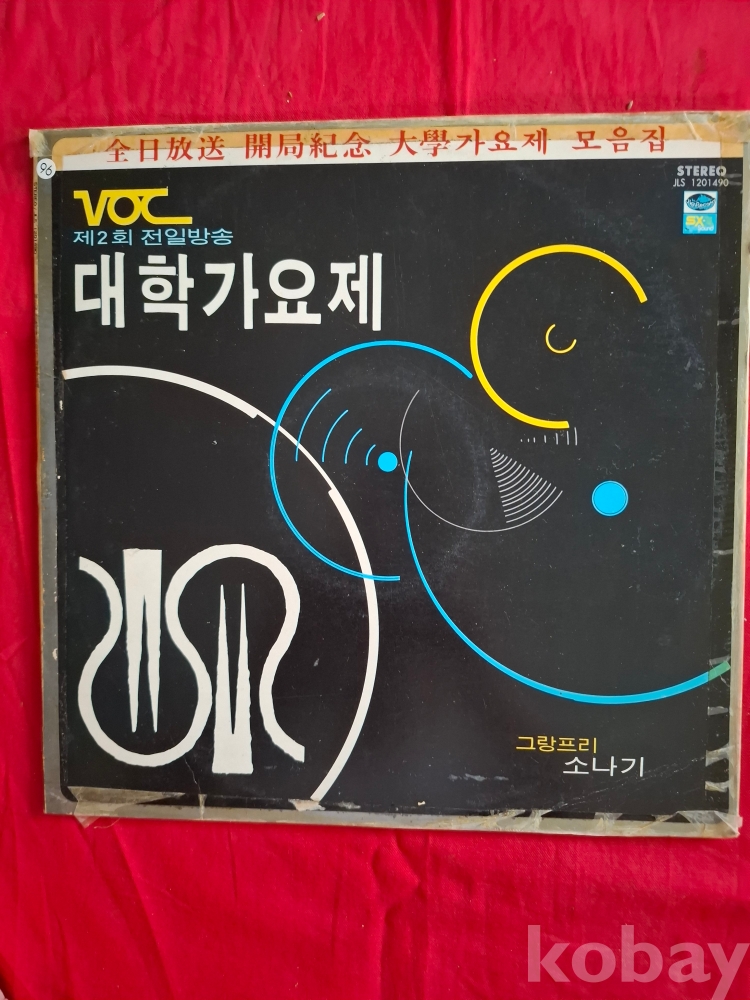 全日放送 開局紀念 大學가요제 모음집
96
STEREO
JLS 1201490
VOC
SX
제2회 전일방송
대학가요제
그랑프리
소나기
kobay